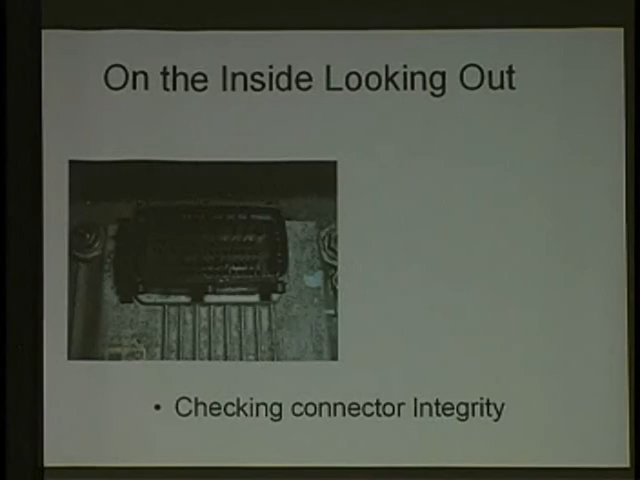 On the Inside Looking Out
• Checking connector Integrity